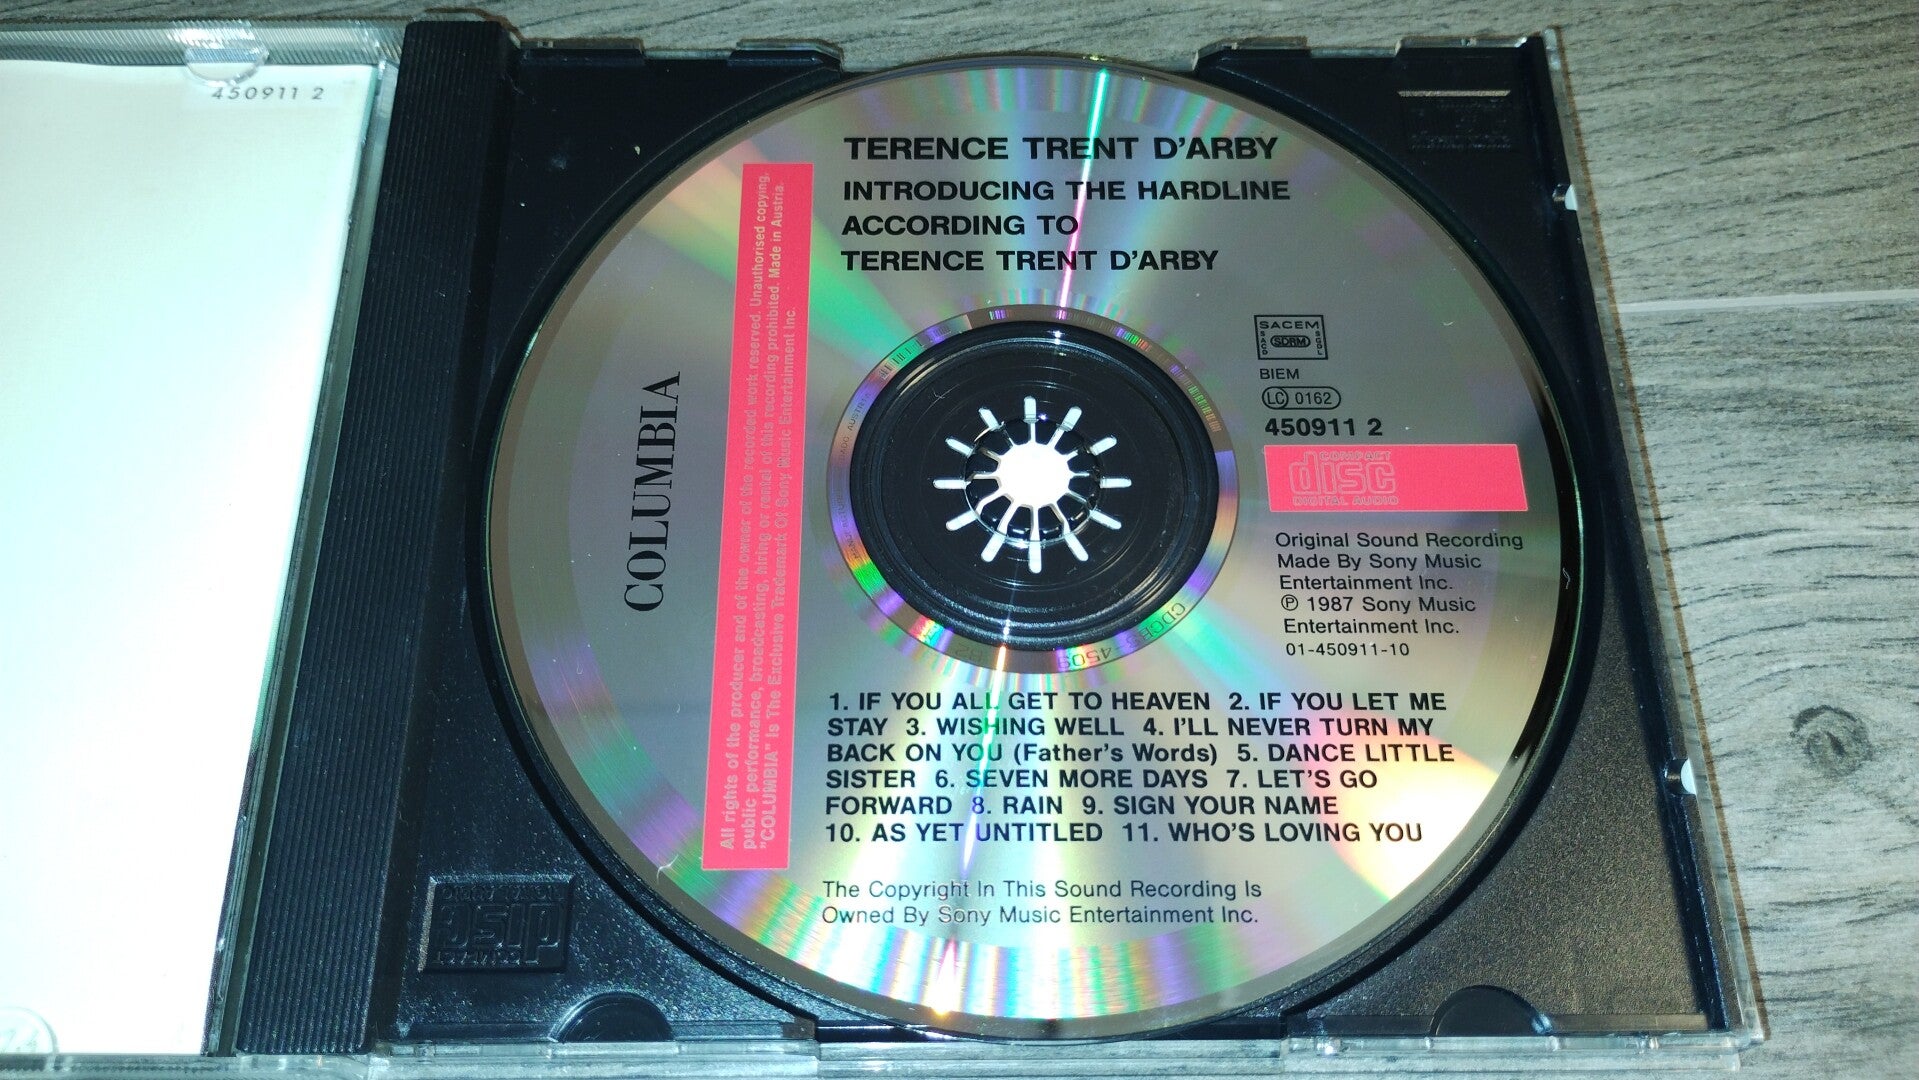 450911 2
TERENCE TRENT D'ARBY
INTRODUCING THE HARDLINE
ACCORDING TO
TERENCE TRENT D'ARBY
SACEM
SACD
SDRM
SGDL
BIEM
LC 0162
450911 2
COMPACT
disc
DIGITAL AUDIO
Original Sound Recording
Made By Sony Music
Entertainment Inc.
℗ 1987 Sony Music
Entertainment Inc.
01-450911-10
COLUMBIA
All rights of the producer and of the owner of the recorded work reserved. Unauthorised copying,
public performance, broadcasting, hiring or rental of this recording prohibited. Made in Austria.
"COLUMBIA" Is The Exclusive Trademark Of Sony Music Entertainment Inc.
1. IF YOU ALL GET TO HEAVEN 2. IF YOU LET ME
STAY 3. WISHING WELL 4. I'LL NEVER TURN MY
BACK ON YOU (Father's Words) 5. DANCE LITTLE
SISTER 6. SEVEN MORE DAYS 7. LET'S GO
FORWARD 8. RAIN 9. SIGN YOUR NAME
10. AS YET UNTITLED 11. WHO'S LOVING YOU
The Copyright In This Sound Recording Is
Owned By Sony Music Entertainment Inc.
disc